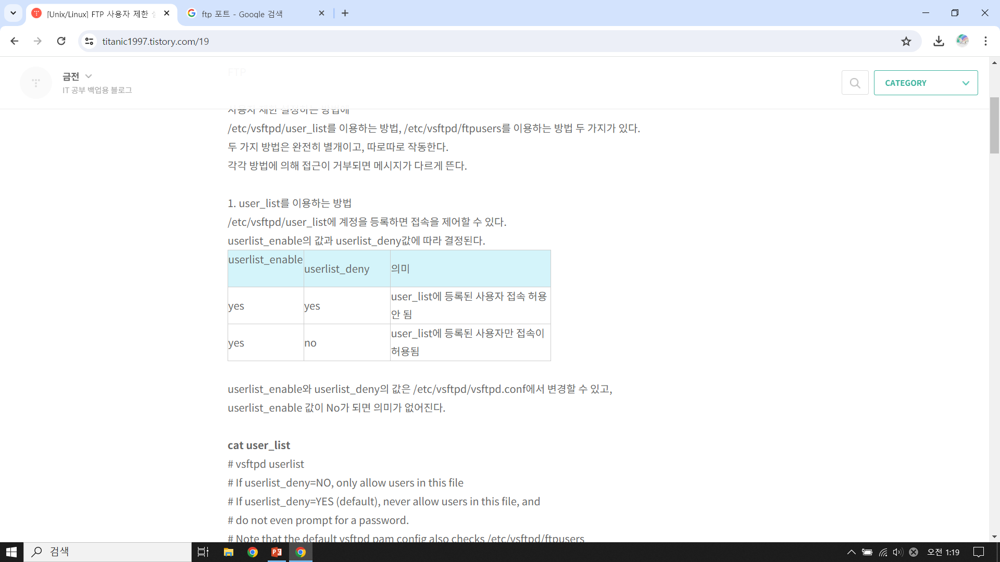 [Unix/Linux] FTP 사용자 제한
ftp 포트 - Google 검색
titanic1997.tistory.com/19
금전
IT 공부 백업용 블로그
FTP
CATEGORY
사용자 제한 설정하는 방법에
/etc/vsftpd/user_list를 이용하는 방법, /etc/vsftpd/ftpusers를 이용하는 방법 두 가지가 있다.
두 가지 방법은 완전히 별개이고, 따로따로 작동한다.
각각 방법에 의해 접근이 거부되면 메시지가 다르게 뜬다.
1. user_list를 이용하는 방법
/etc/vsftpd/user_list에 계정을 등록하면 접속을 제어할 수 있다.
userlist_enable의 값과 userlist_deny값에 따라 결정된다.
userlist_enable
userlist_deny
의미
yes
yes
user_list에 등록된 사용자 접속 허용
안 됨
yes
no
user_list에 등록된 사용자만 접속이
허용됨
userlist_enable와 userlist_deny의 값은 /etc/vsftpd/vsftpd.conf에서 변경할 수 있고,
userlist_enable 값이 No가 되면 의미가 없어진다.
cat user_list
# vsftpd userlist
# If userlist_deny=NO, only allow users in this file
# If userlist_deny=YES (default), never allow users in this file, and
# do not even prompt for a password.
# Note that the default vsftpd pam config also checks /etc/vsftpd/ftpusers
검색
오전 1:19